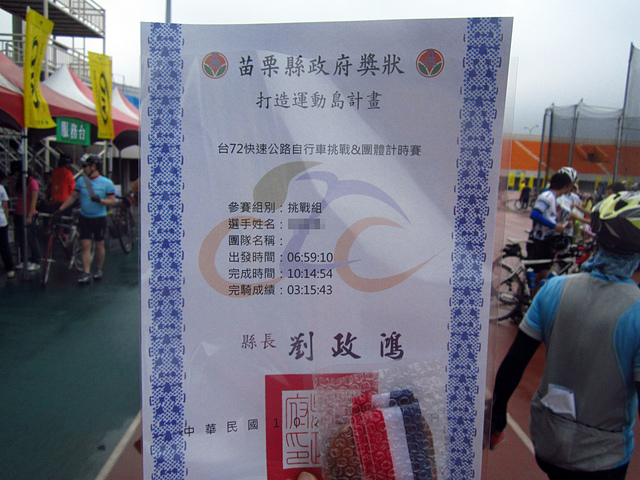 苗栗縣政府獎狀
打造運動島計畫
台72快速公路自行車挑戰&團體計時賽
參賽組別：挑戰組
選手姓名：
團隊名稱：
出發時間：06:59:10
完成時間：10:14:54
完騎成績：03:15:43
縣長 劉政鴻
中華民國 1
服務台